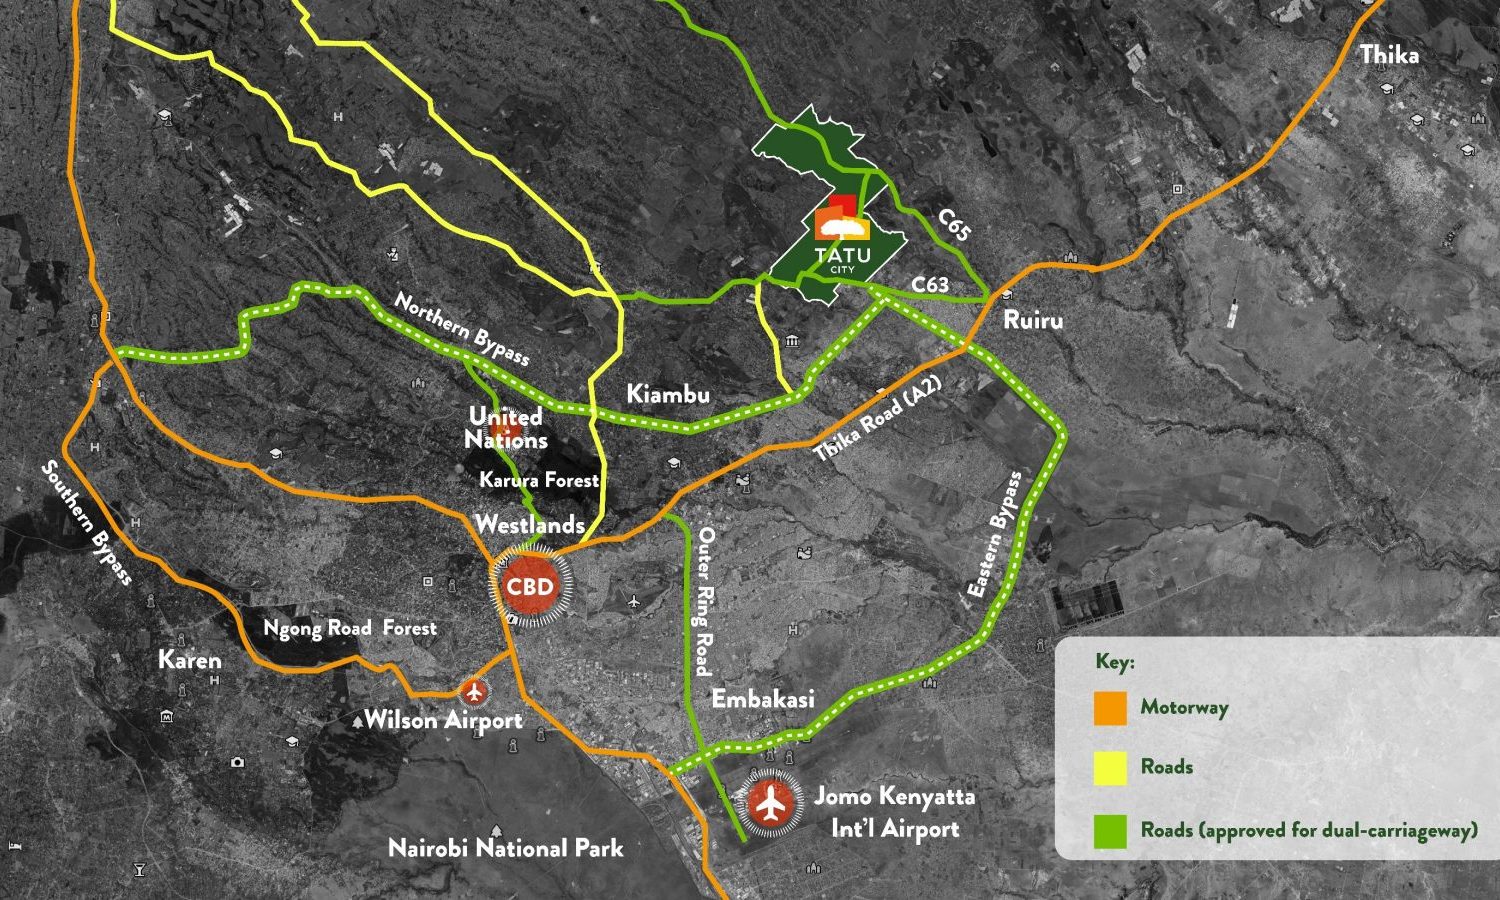 Thika
C65
TATU
CITY
C63
Ruiru
Northern Bypass
Kiambu
United
Nations
Thika Road (A2)
Karura Forest
Southern Bypass
Westlands
Eastern Bypass
Outer Ring Road
CBD
Ngong Road Forest
Karen
Embakasi
Wilson Airport
Jomo Kenyatta
Int'l Airport
Nairobi National Park
Key:
Motorway
Roads
Roads (approved for dual-carriageway)